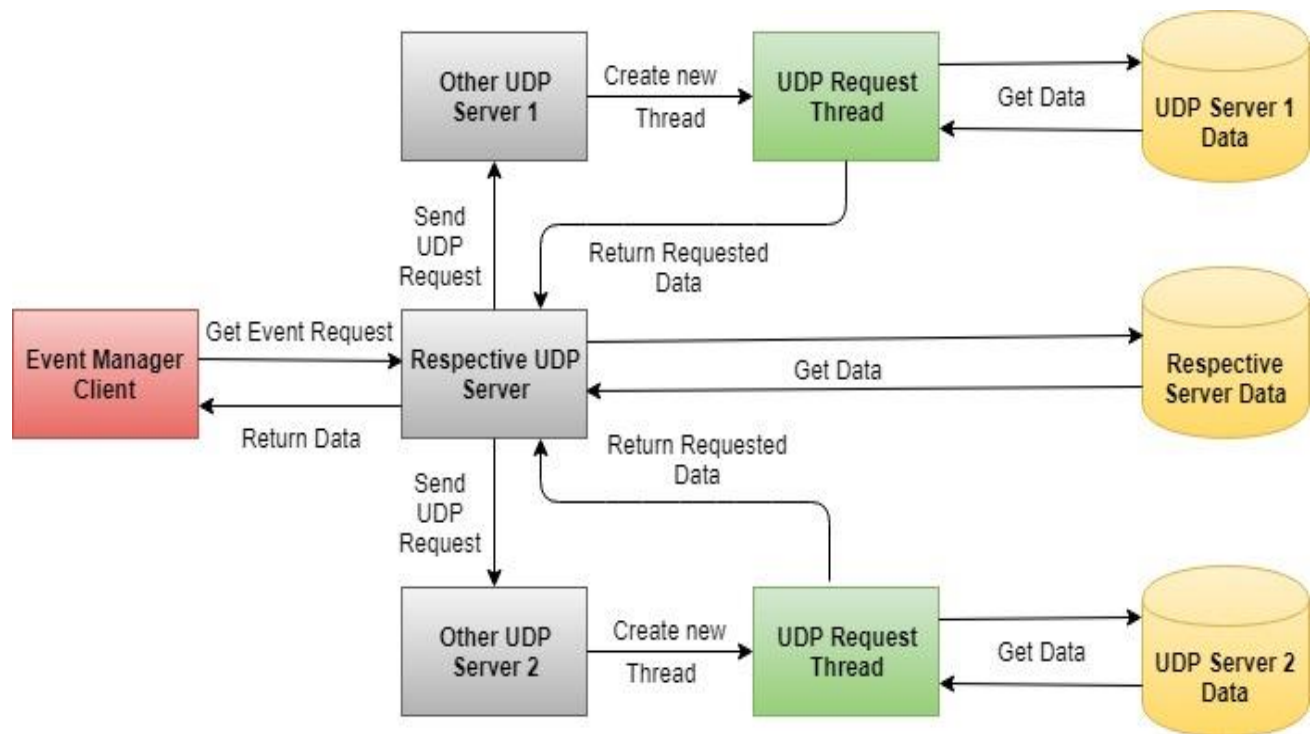 Other UDP
Server 1
Create new
Thread
UDP Request
Thread
Get Data
UDP Server 1
Data
Send
UDP
Request
Return Requested
Data
Event Manager
Client
Get Event Request
Return Data
Respective UDP
Server
Get Data
Respective
Server Data
Send
UDP
Request
Return Requested
Data
Other UDP
Server 2
Create new
Thread
UDP Request
Thread
Get Data
UDP Server 2
Data